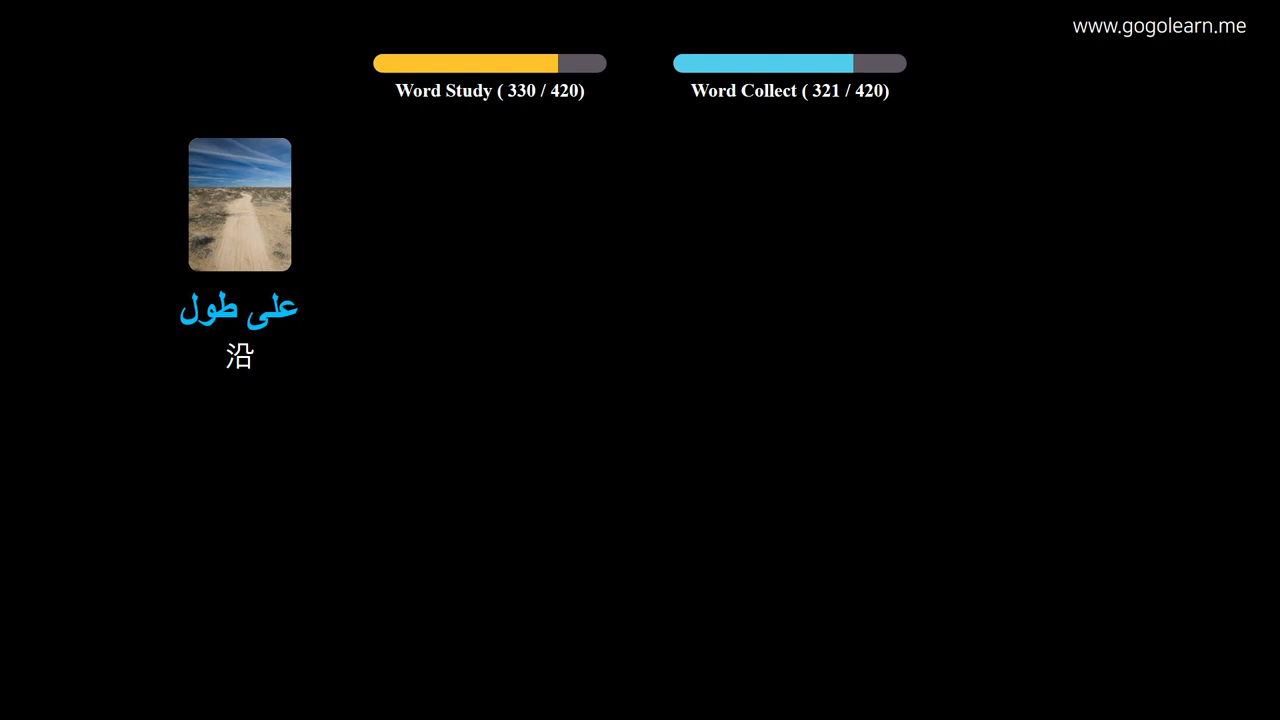 www.gogolearn.me
Word Study ( 330 / 420)
Word Collect ( 321 / 420)
على طول
沿